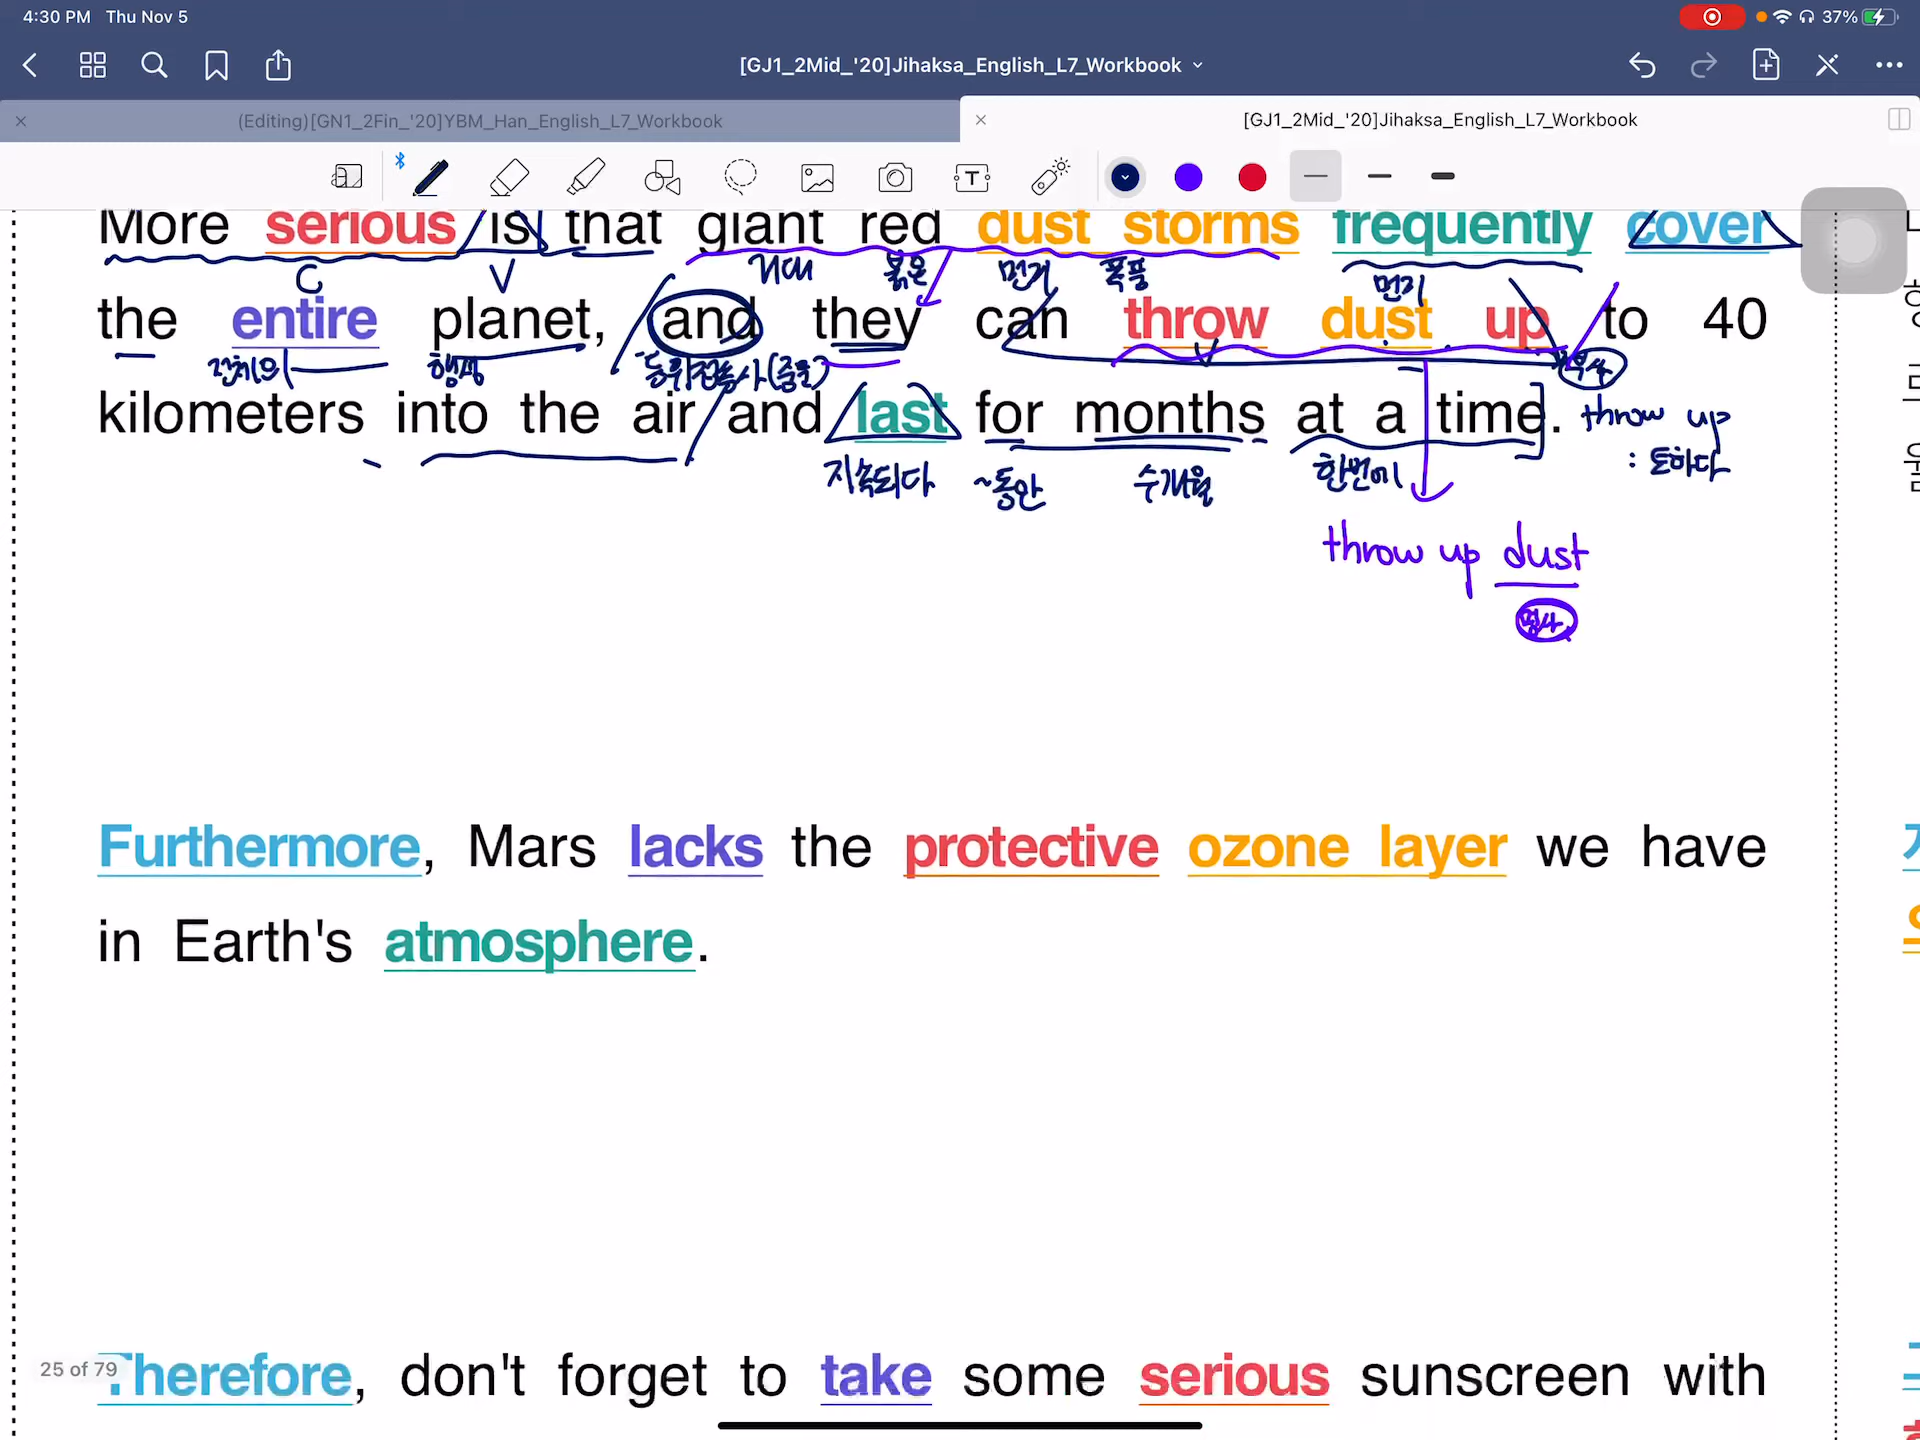 4:30 PM Thu Nov 5
37%
[GJ1_2Mid_'20]Jihaksa_English_L7_Workbook
(Editing)[GN1_2Fin_'20]YBM_Han_English_L7_Workbook
[GJ1_2Mid_'20]Jihaksa_English_L7_Workbook
More serious is that giant red dust storms frequently cover
C V 거대 붉은 먼지 폭풍 먼지
the entire planet, and they can throw dust up to 40
전체의 행성 등위접속사(중문) V 부사
kilometers into the air and last for months at a time. throw up
: 토하다
지속되다 ~동안 수개월 한번에
throw up dust
명사
Furthermore, Mars lacks the protective ozone layer we have
in Earth's atmosphere.
25 of 79
Therefore, don't forget to take some serious sunscreen with